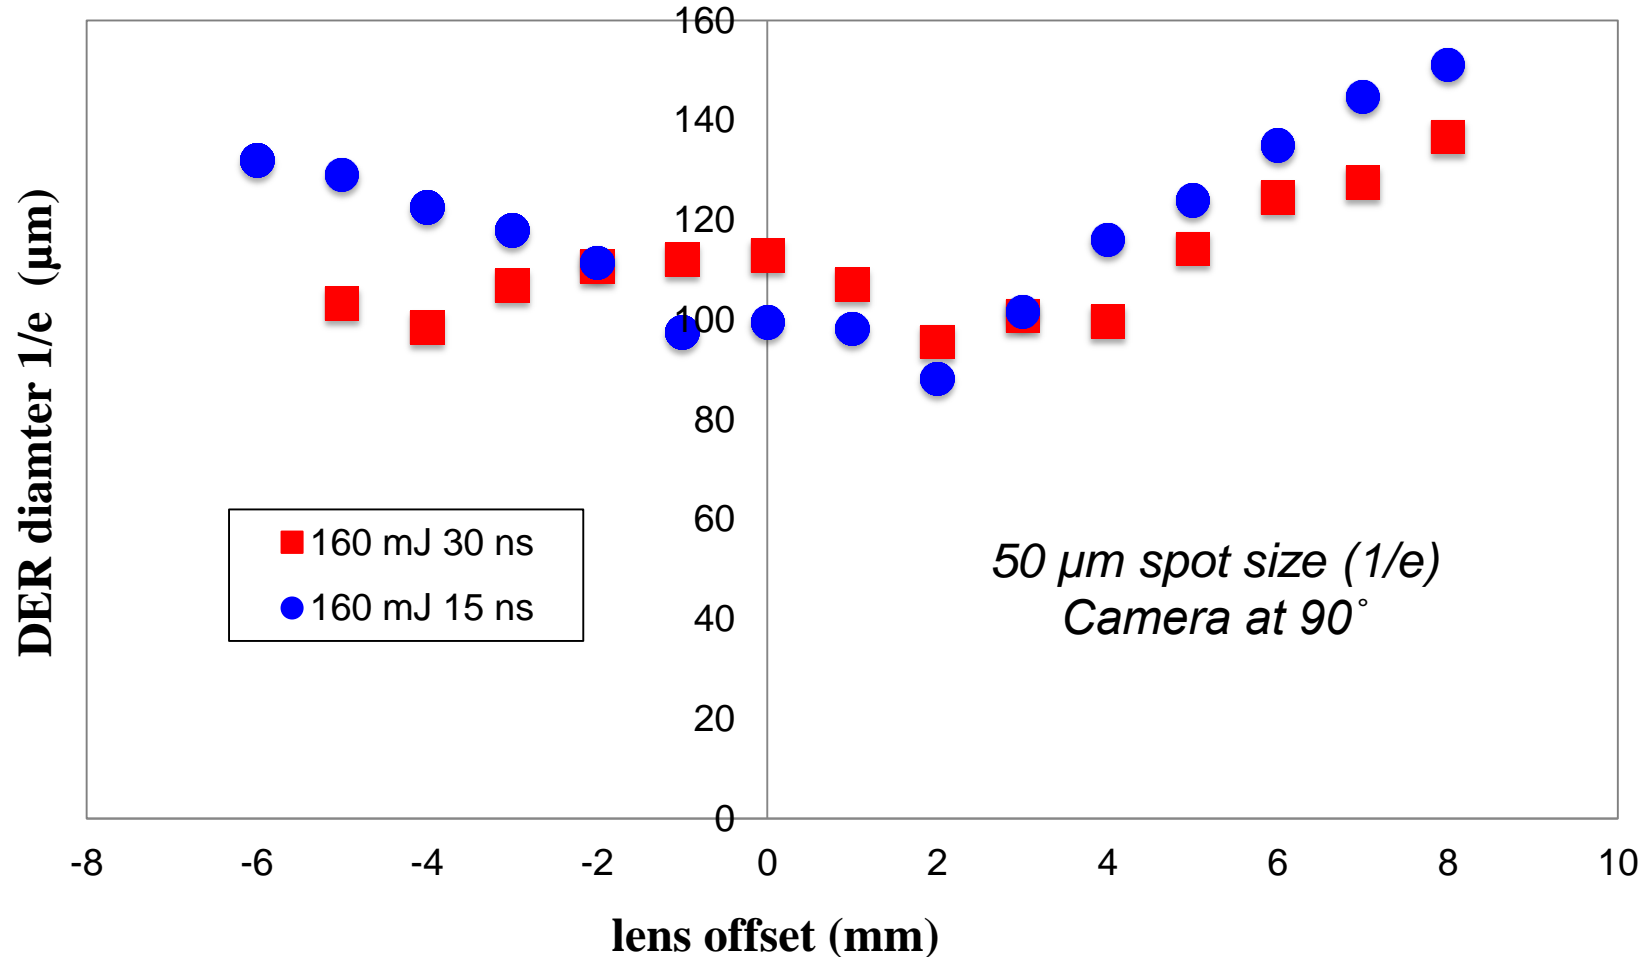 160
140
120
100
80
60
40
20
0
DER diamter 1/e (µm)
160 mJ 30 ns
160 mJ 15 ns
50 µm spot size (1/e)
Camera at 90˚
-8 -6 -4 -2 0 2 4 6 8 10
lens offset (mm)